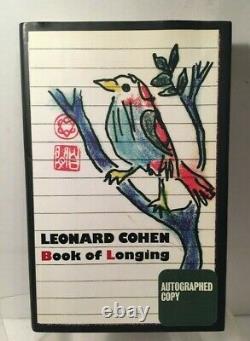 LEONARD COHEN
Book of Longing
AUTOGRAPHED
COPY